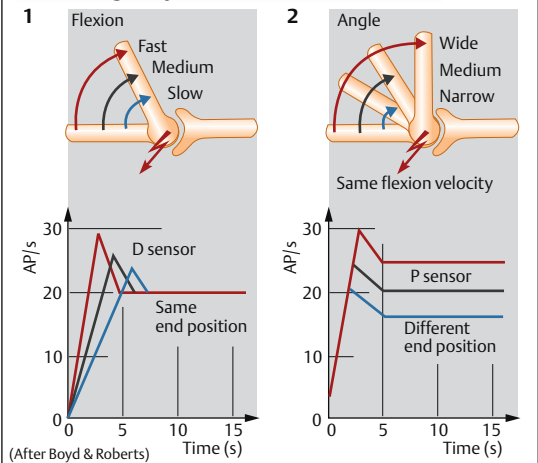 1
Flexion
Fast
Medium
Slow
30
20
10
0
AP/s
D sensor
Same
end position
0
5
10
15
Time (s)
(After Boyd & Roberts)
2
Angle
Wide
Medium
Narrow
Same flexion velocity
30
20
10
0
AP/s
P sensor
Different
end position
0
5
10
15
Time (s)